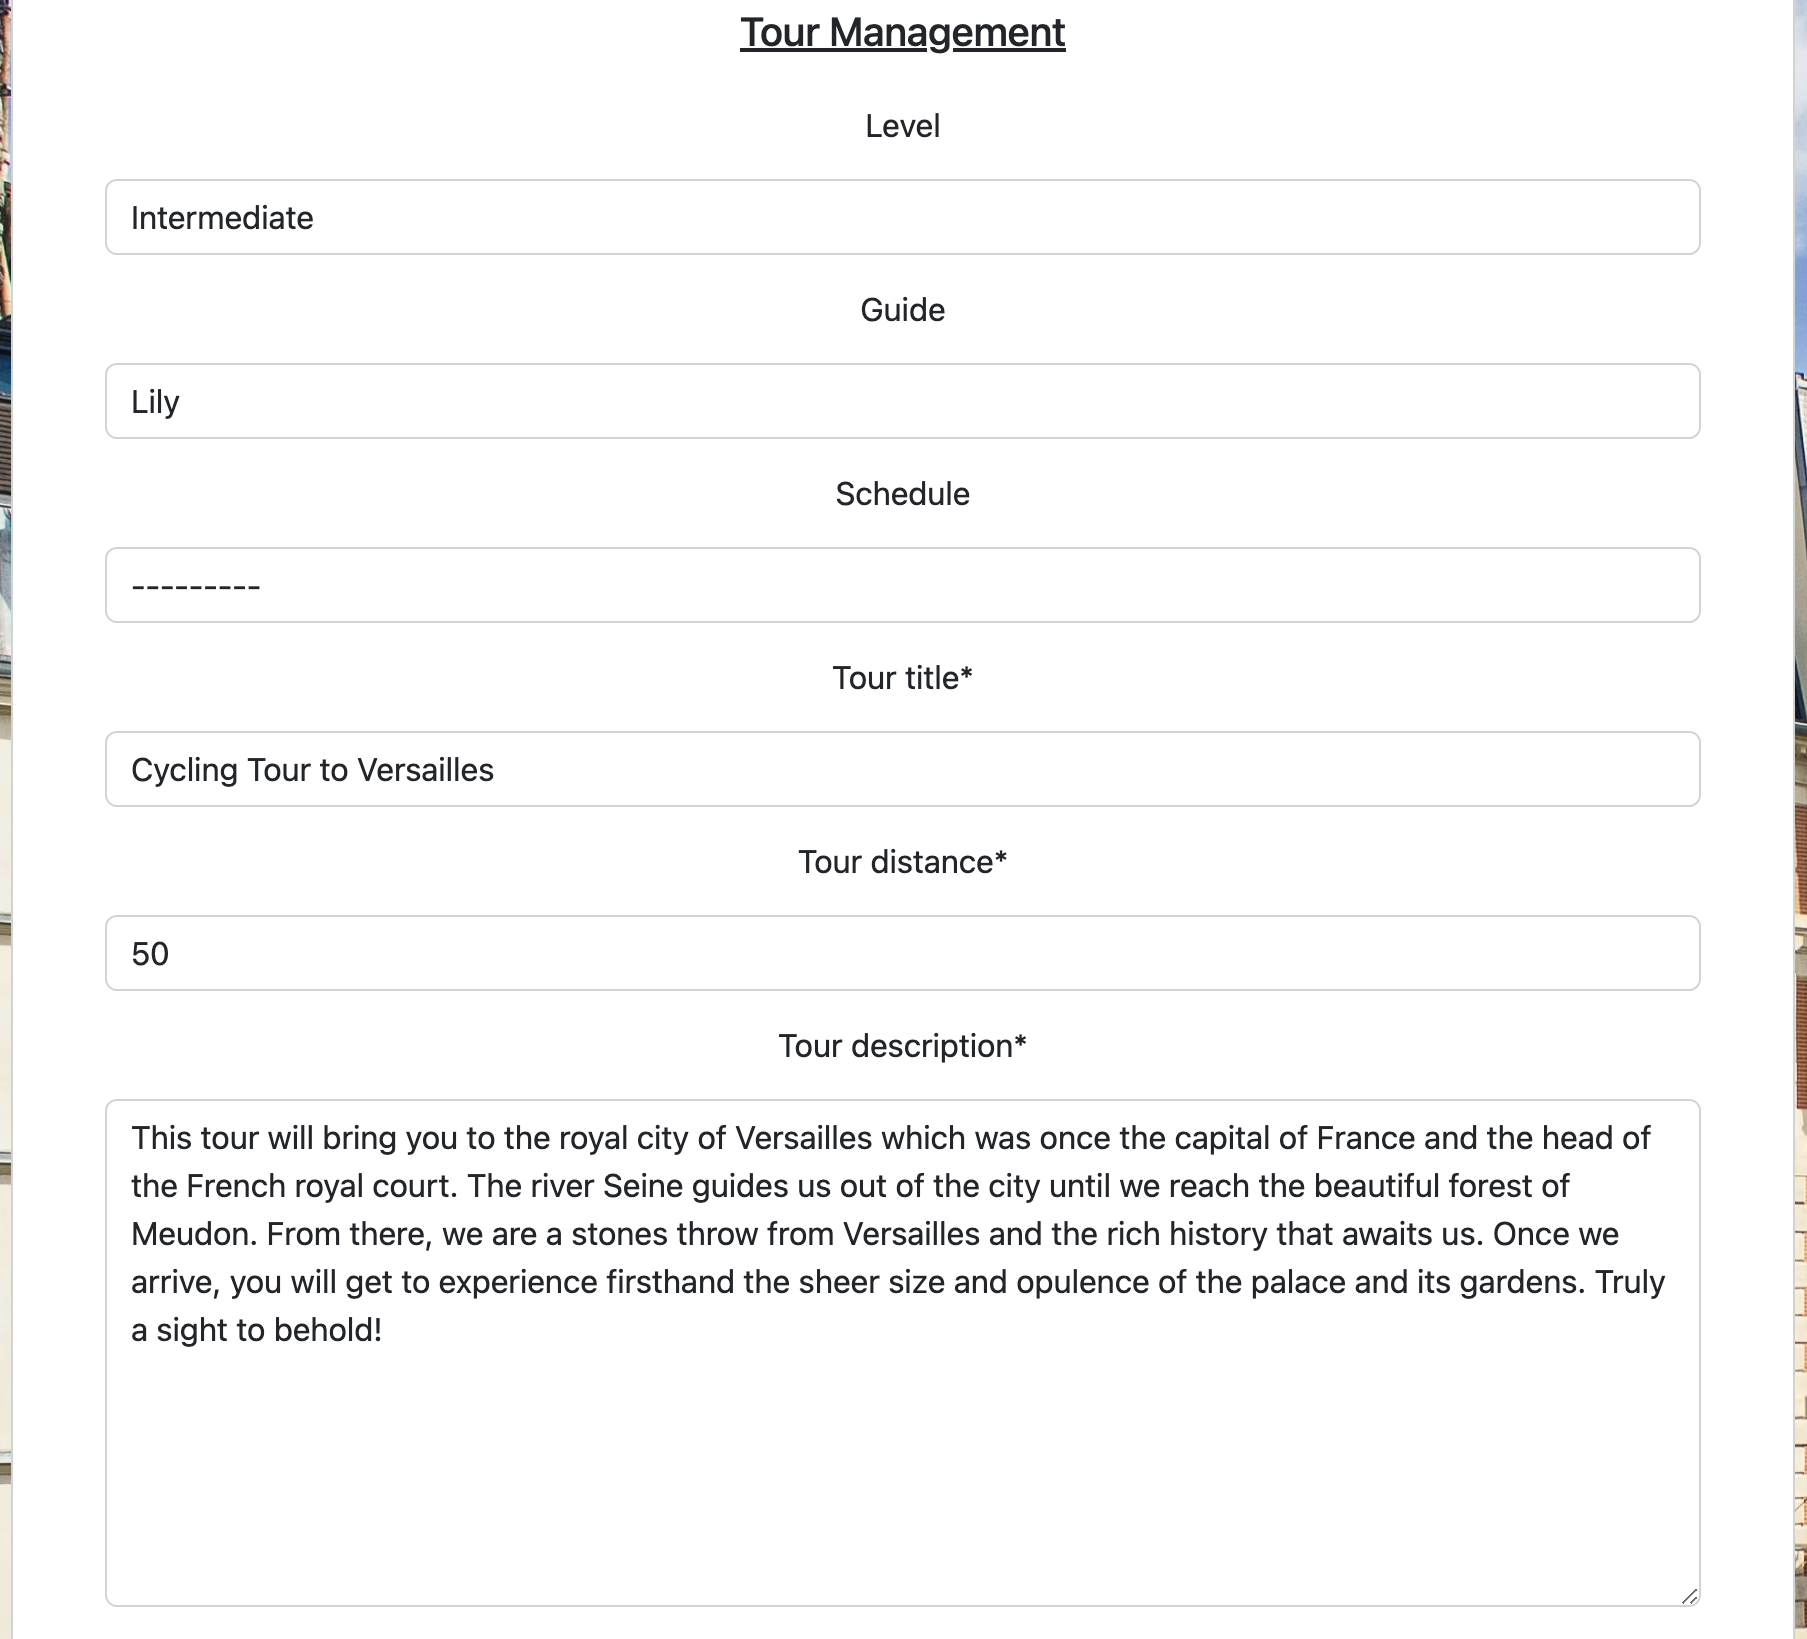 Tour Management
Level
Intermediate
Guide
Lily
Schedule
---------
Tour title*
Cycling Tour to Versailles
Tour distance*
50
Tour description*
This tour will bring you to the royal city of Versailles which was once the capital of France and the head of
the French royal court. The river Seine guides us out of the city until we reach the beautiful forest of
Meudon. From there, we are a stones throw from Versailles and the rich history that awaits us. Once we
arrive, you will get to experience firsthand the sheer size and opulence of the palace and its gardens. Truly
a sight to behold!